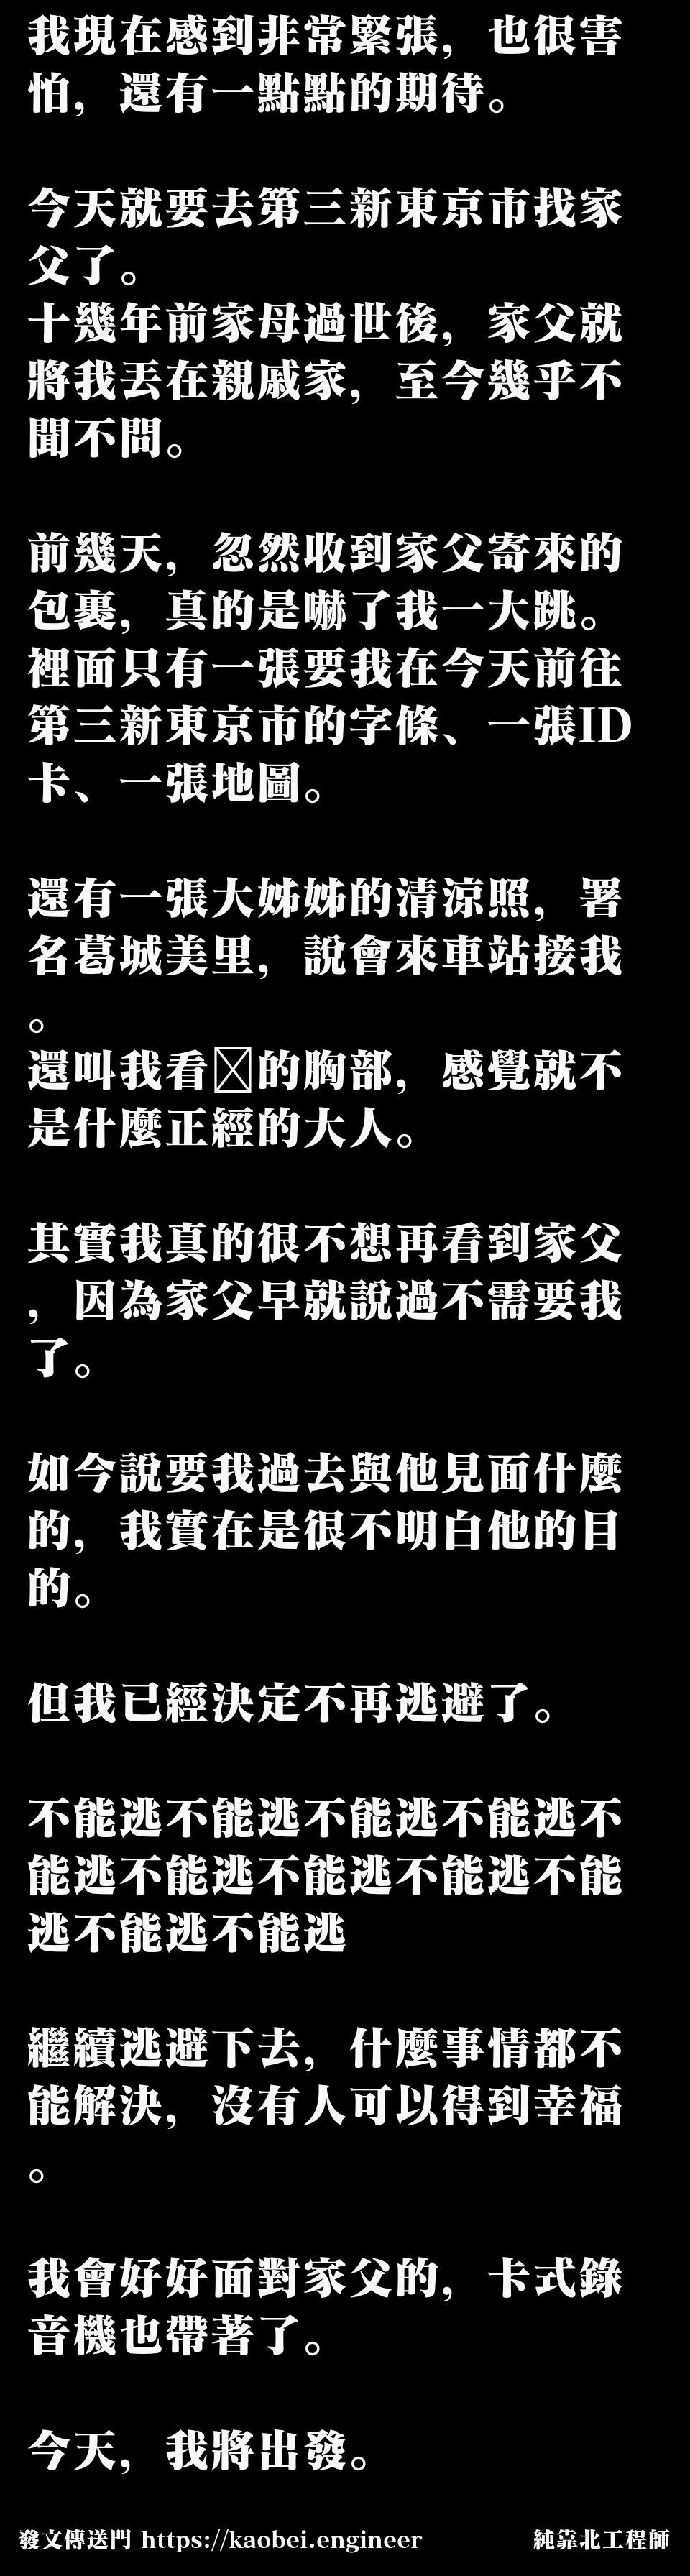 我現在感到非常緊張，也很害
怕，還有一點點的期待。
今天就要去第三新東京市找家
父了。
十幾年前家母過世後，家父就
將我丟在親戚家，至今幾乎不
聞不問。
前幾天，忽然收到家父寄來的
包裏，真的是嚇了我一大跳。
裡面只有一張要我在今天前往
第三新東京市的字條、一張ID
卡、一張地圖。
還有一張大姊姊的清涼照，署
名葛城美里，說會來車站接我
。
還叫我看的胸部，感覺就不
是什麼正經的大人。
其實我真的很不想再看到家父
，因為家父早就說過不需要我
了。
如今說要我過去與他見面什麼
的，我實在是很不明白他的目
的。
但我已經決定不再逃避了。
不能逃不能逃不能逃不能逃不
能逃不能逃不能逃不能逃不能
逃不能逃不能逃
繼續逃避下去，什麼事情都不
能解決，沒有人可以得到幸福
。
我會好好面對家父的，卡式錄
音機也帶著了。
今天，我將出發。
發文傳送門 https://kaobei.engineer
純靠北工程師